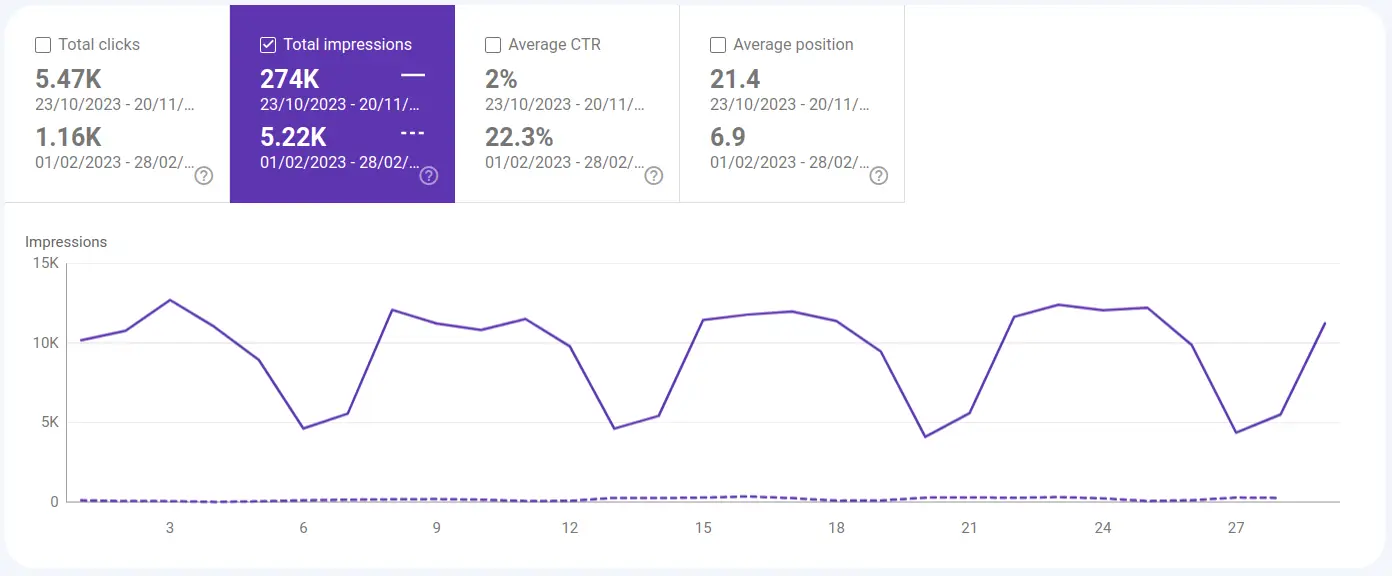 Total clicks
5.47K
23/10/2023 - 20/11/...
1.16K
01/02/2023 - 28/02/...
Total impressions
274K
23/10/2023 - 20/11/...
5.22K
01/02/2023 - 28/02/...
Average CTR
2%
23/10/2023 - 20/11/...
22.3%
01/02/2023 - 28/02/...
Average position
21.4
23/10/2023 - 20/11/...
6.9
01/02/2023 - 28/02/...
Impressions
15K
10K
5K
0
3 6 9 12 15 18 21 24 27